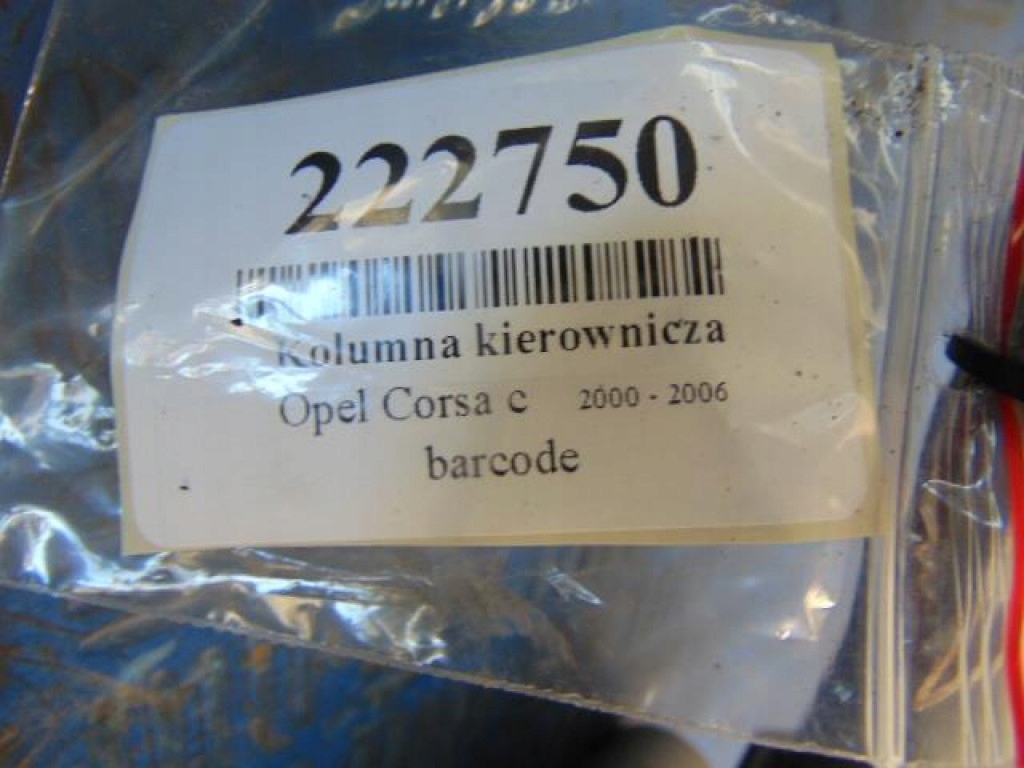 222750
Kolumna kierownicza
Opel Corsa c 2000 - 2006
barcode